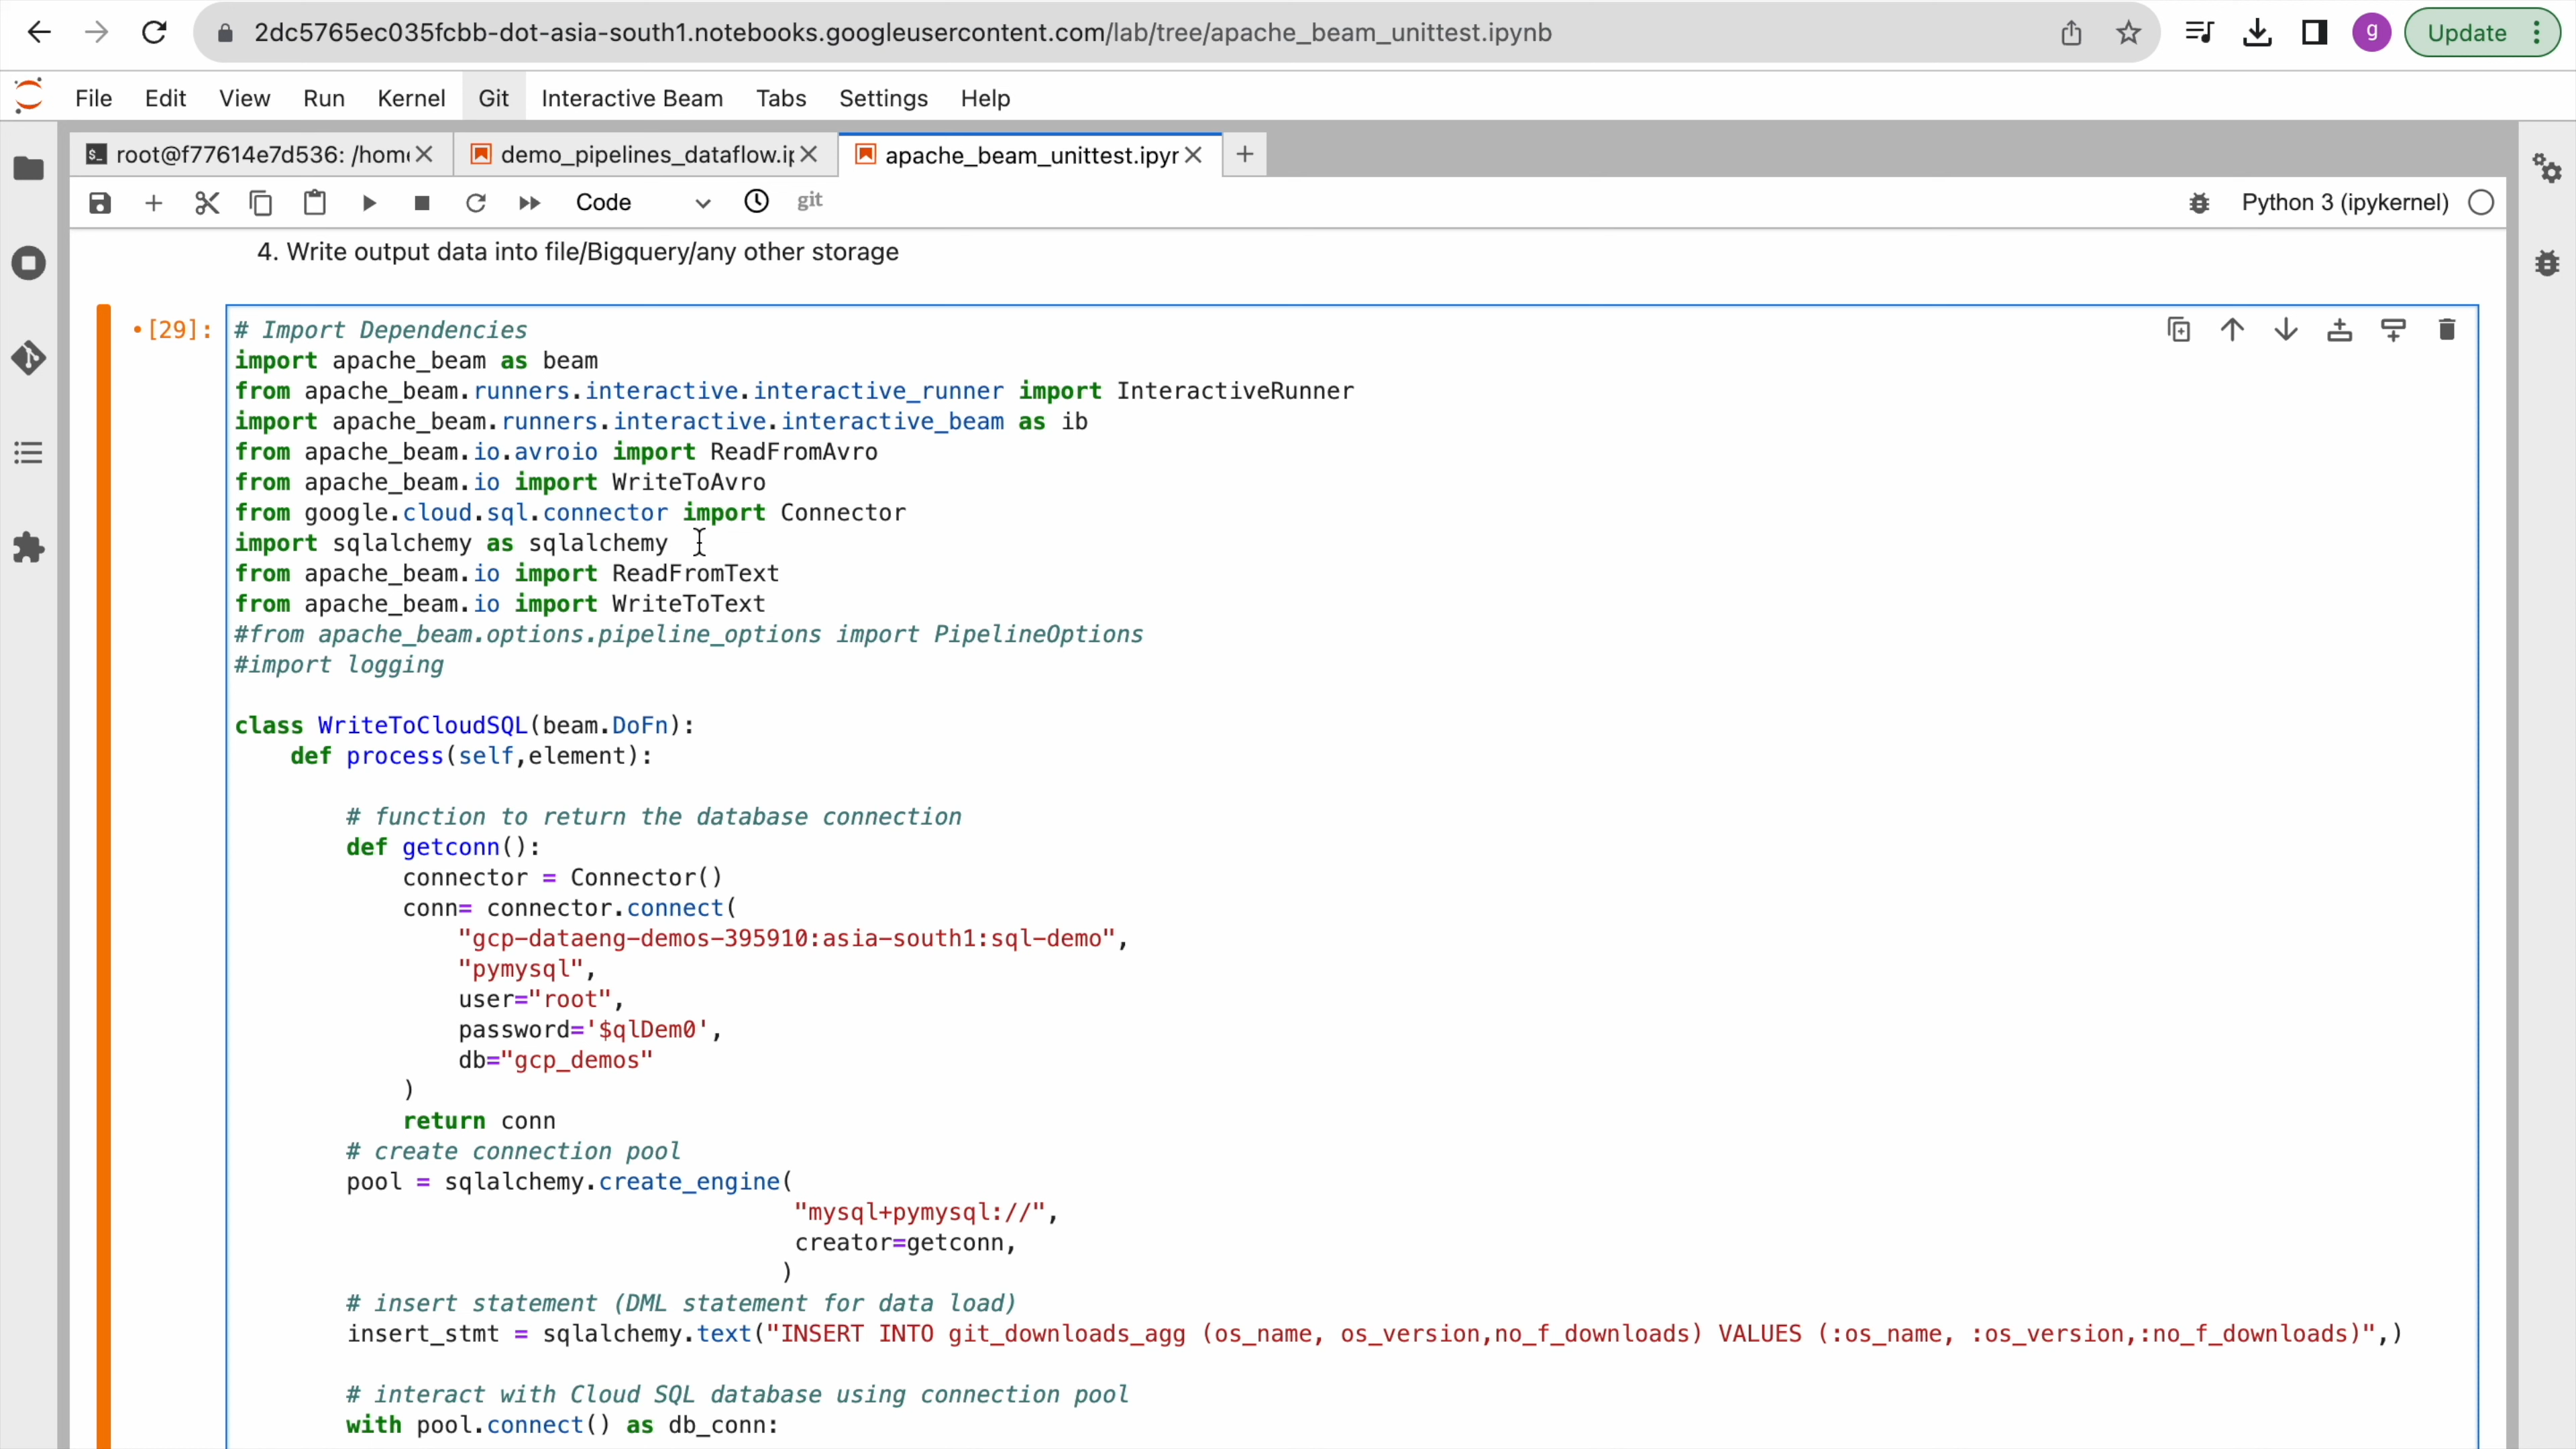 2dc5765ec035fcbb-dot-asia-south1.notebooks.googleusercontent.com/lab/tree/apache_beam_unittest.ipynb
g
Update
File Edit View Run Kernel Git Interactive Beam Tabs Settings Help
root@f77614e7d536: /home
demo_pipelines_dataflow.ip
apache_beam_unittest.ipyr
Code
git
Python 3 (ipykernel)
4. Write output data into file/Bigquery/any other storage
[29]:
# Import Dependencies
import apache_beam as beam
from apache_beam.runners.interactive.interactive_runner import InteractiveRunner
import apache_beam.runners.interactive.interactive_beam as ib
from apache_beam.io.avroio import ReadFromAvro
from apache_beam.io import WriteToAvro
from google.cloud.sql.connector import Connector
import sqlalchemy as sqlalchemy
from apache_beam.io import ReadFromText
from apache_beam.io import WriteToText
#from apache_beam.options.pipeline_options import PipelineOptions
#import logging
class WriteToCloudSQL(beam.DoFn):
def process(self,element):
# function to return the database connection
def getconn():
connector = Connector()
conn= connector.connect(
"gcp-dataeng-demos-395910:asia-south1:sql-demo",
"pymysql",
user="root",
password='$qlDem0',
db="gcp_demos"
)
return conn
# create connection pool
pool = sqlalchemy.create_engine(
"mysql+pymysql://",
creator=getconn,
)
# insert statement (DML statement for data load)
insert_stmt = sqlalchemy.text("INSERT INTO git_downloads_agg (os_name, os_version,no_f_downloads) VALUES (:os_name, :os_version,:no_f_downloads)",)
# interact with Cloud SQL database using connection pool
with pool.connect() as db_conn: